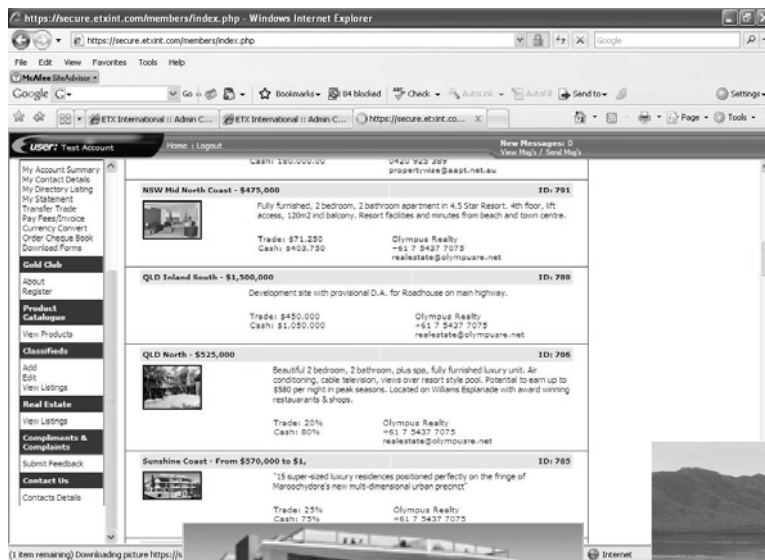 https://secure.etxint.com/members/index.php - Windows Internet Explorer
https://secure.etxint.com/members/index.php
Google
File Edit View Favorites Tools Help
McAfee SiteAdvisor
Google
Go
Bookmarks
84 blocked
Check
AutoLink
AutoFill
Send to
Settings
ETX International :: Admin C...
ETX International :: Admin C...
https://secure.etxint.co...
Page
Tools
user: Test Account
Home : Logout
New Messages: 0
View Msg's / Send Msg's
My Account Summary
My Contact Details
My Directory Listing
My Statement
Transfer Trade
Pay Fees/Invoice
Currency Convert
Order Cheque Book
Download Forms
Gold Club
About
Register
Product
Catalogue
View Products
Classifieds
Add
Edit
View Listings
Real Estate
View Listings
Compliments &
Complaints
Submit Feedback
Contact Us
Contacts Details
Cash: 180.000.00
0420 925 389
propertywise@aapt.net.au
NSW Mid North Coast - $475,000 ID: 791
Fully furnished, 2 bedroom, 2 bathroom apartment in 4.5 Star Resort. 4th floor, lift
access, 120m2 ind balcony. Resort facilities and minutes from beach and town centre.
Trade: $71.250 Olympus Realty
Cash: $403.750 +61 7 5437 7075
realestate@olympusre.net
QLD Inland South - $1,500,000 ID: 789
Development site with provisional D.A. for Roadhouse on main highway.
Trade: $450.000 Olympus Realty
Cash: $1.050.000 +61 7 5437 7075
realestate@olympusre.net
QLD North - $525,000 ID: 786
Beautiful 2 bedroom, 2 bathroom, plus spa, fully furnished luxury unit. Air
conditioning, cable television, views over resort style pool. Potential to earn up to
$580 per night in peak seasons. Located on Williams Esplanade with award winning
restauarants & shops.
Trade: 20% Olympus Realty
Cash: 80% +61 7 5437 7075
realestate@olympusre.net
Sunshine Coast - From $570,000 to $1, ID: 785
"15 super-sized luxury residences positioned perfectly on the fringe of
Maroochydore's new multi-dimensional urban precinct"
Trade: 25% Olympus Realty
Cash: 75% +61 7 5437 7075
(1 item remaining) Downloading picture https://s
Internet